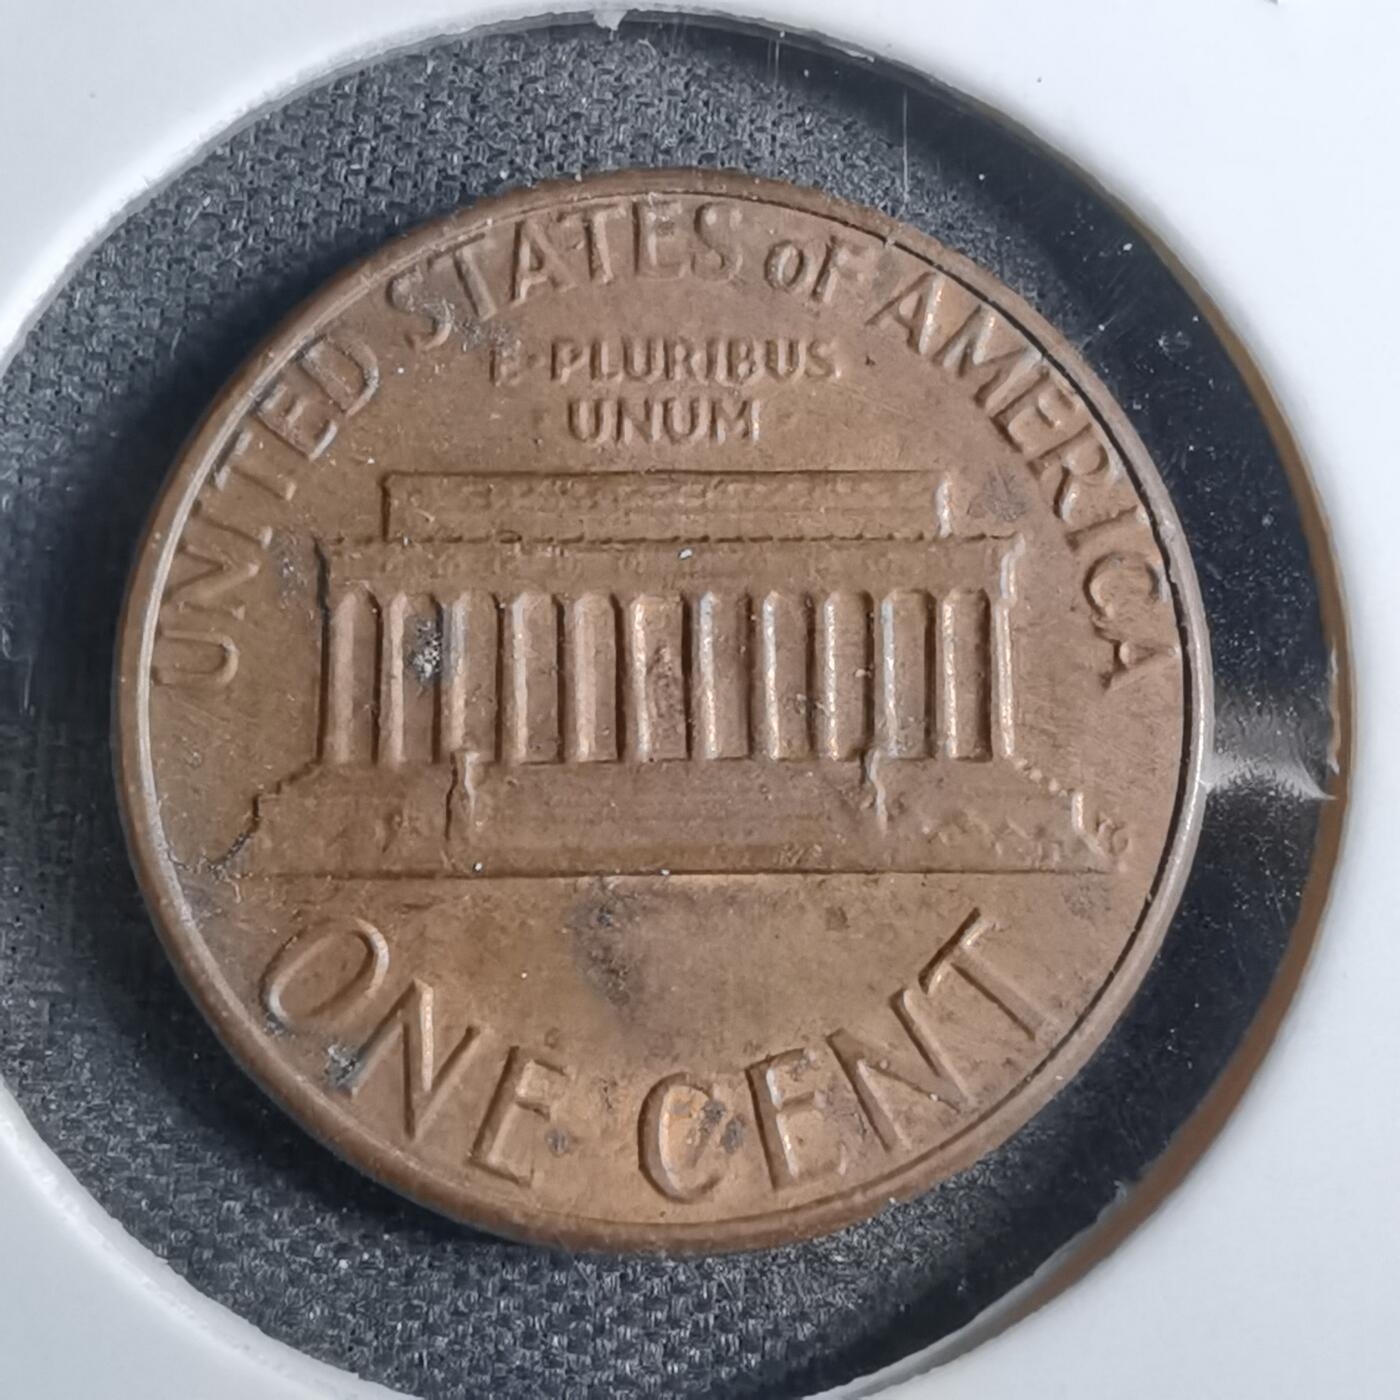 UNITED STATES OF AMERICA
E·PLURIBUS
UNUM
ONE CENT